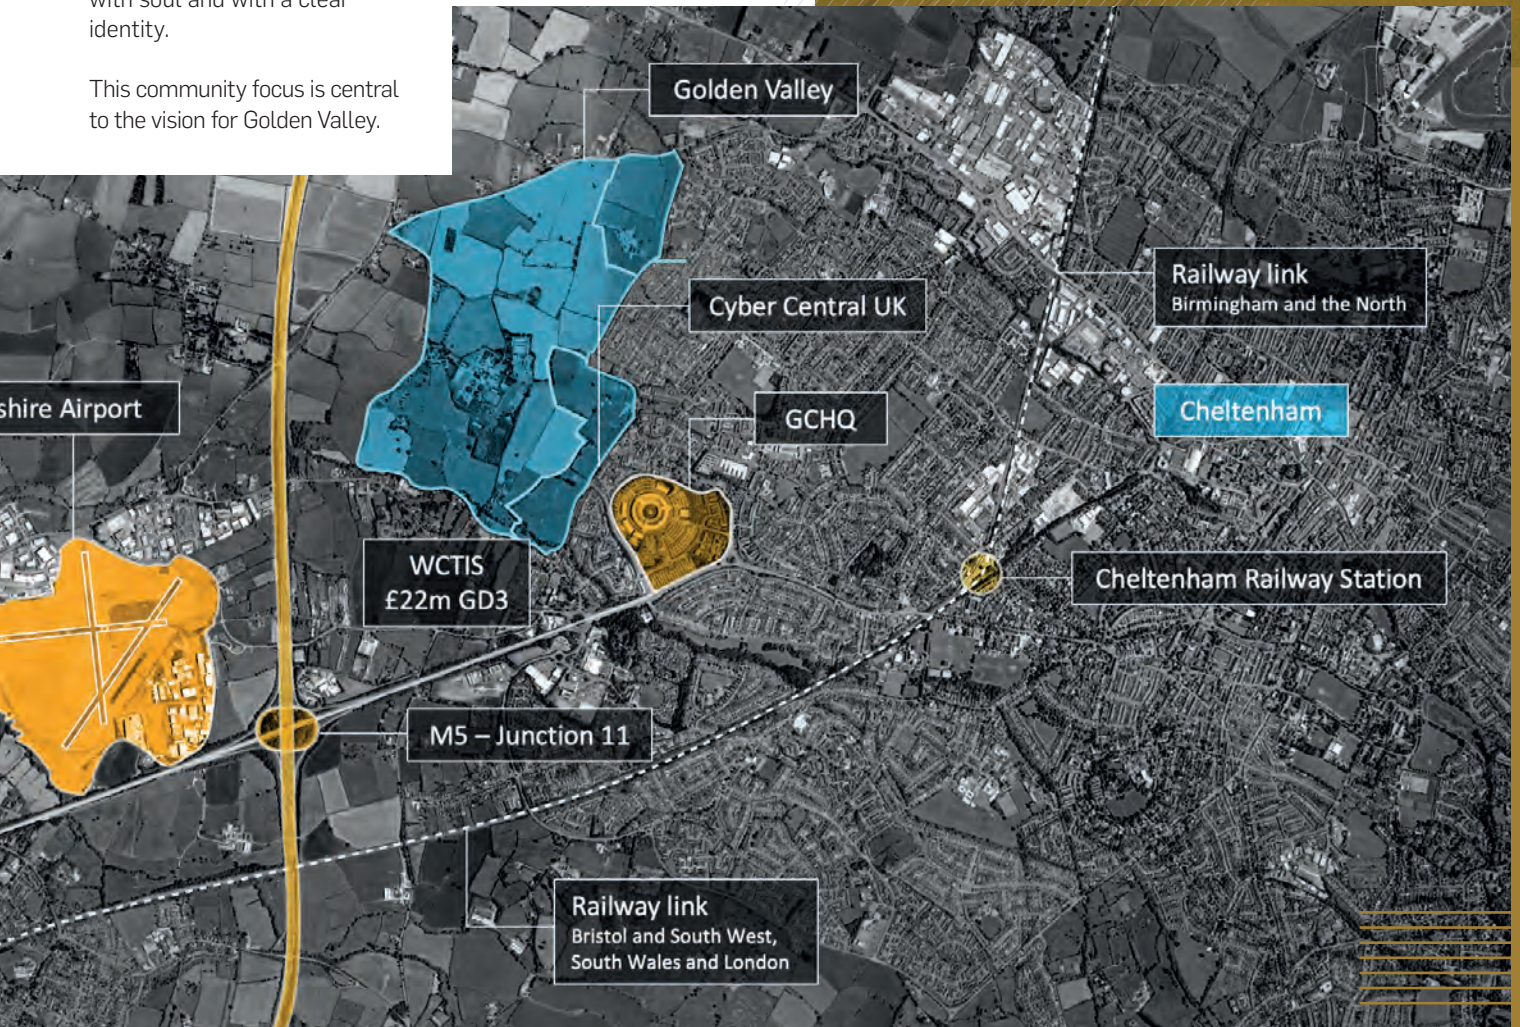 identity.
This community focus is central
to the vision for Golden Valley.
Golden Valley
Railway link
Birmingham and the North
Cyber Central UK
shire Airport
Cheltenham
GCHQ
WCTIS
£22m GD3
Cheltenham Railway Station
M5 – Junction 11
Railway link
Bristol and South West,
South Wales and London